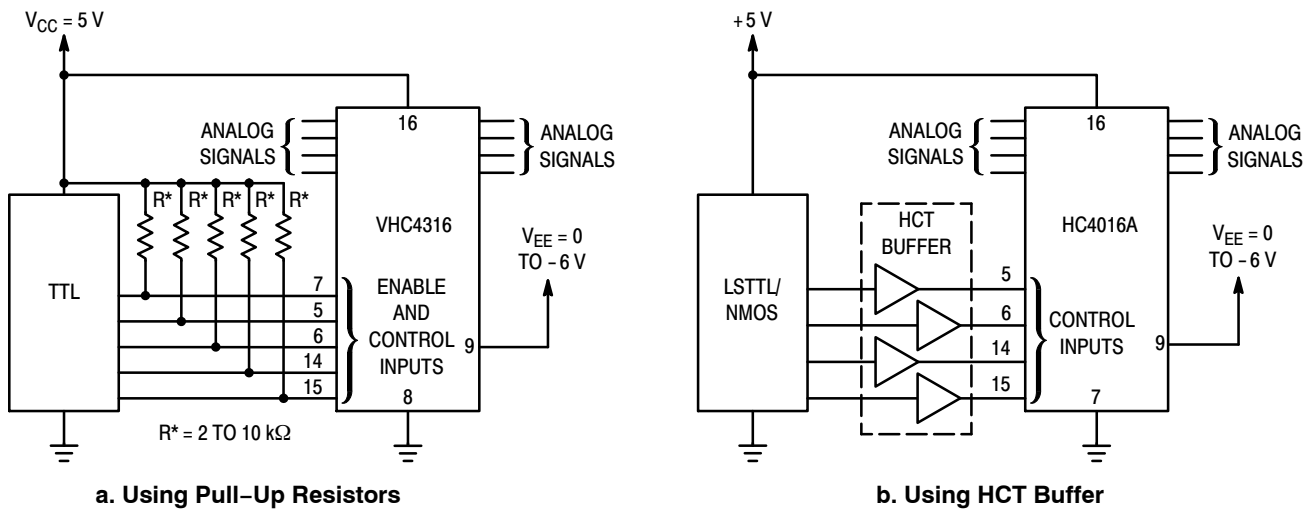 VCC = 5 V
16
ANALOG
SIGNALS
ANALOG
SIGNALS
R* R* R* R* R*
VHC4316
VEE = 0
TO −6 V
TTL
7
5
6
14
15
ENABLE
AND
CONTROL
INPUTS
9
8
R* = 2 TO 10 kΩ
a. Using Pull−Up Resistors
+5 V
16
ANALOG
SIGNALS
ANALOG
SIGNALS
HCT
BUFFER
HC4016A
VEE = 0
TO −6 V
LSTTL/
NMOS
5
6
14
15
CONTROL
INPUTS
9
7
b. Using HCT Buffer